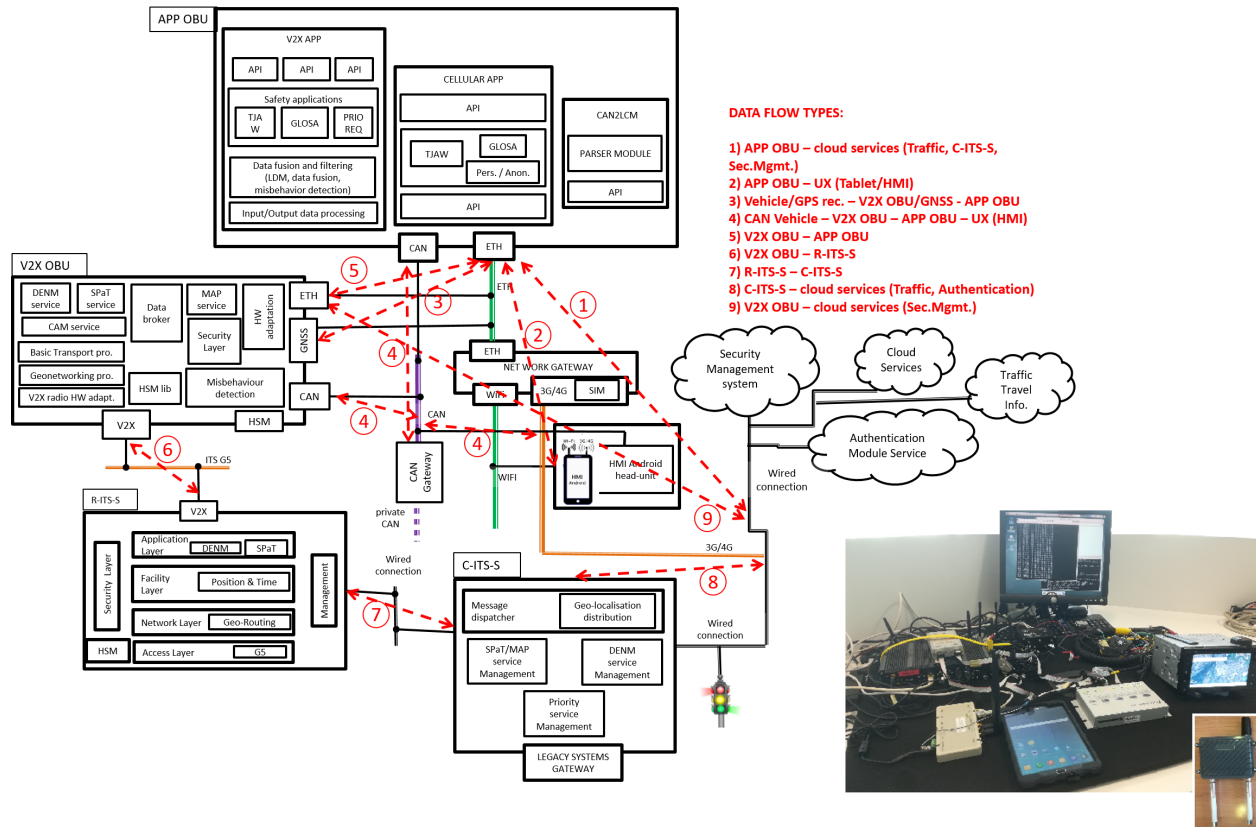 APP OBU
V2X APP
API
API
API
Safety applications
TJA
W
GLOSA
PRIO
REQ
Data fusion and filtering
(LDM, data fusion,
misbehavior detection)
Input/Output data processing
CELLULAR APP
API
TJAW
GLOSA
Pers. / Anon.
API
CAN2LCM
PARSER MODULE
API
CAN
ETH
DATA FLOW TYPES:
1) APP OBU – cloud services (Traffic, C-ITS-S,
Sec.Mgmt.)
2) APP OBU – UX (Tablet/HMI)
3) Vehicle/GPS rec. – V2X OBU/GNSS - APP OBU
4) CAN Vehicle – V2X OBU – APP OBU – UX (HMI)
5) V2X OBU – APP OBU
6) V2X OBU – R-ITS-S
7) R-ITS-S – C-ITS-S
8) C-ITS-S – cloud services (Traffic, Authentication)
9) V2X OBU – cloud services (Sec.Mgmt.)
V2X OBU
DENM
service
SPaT
service
CAM service
Basic Transport pro.
Geonetworking pro.
V2X radio HW adapt.
Data
broker
HSM lib
MAP
service
Security
Layer
Misbehaviour
detection
HW
adaptation
ETH
GNSS
CAN
HSM
V2X
5
3
ETH
1
2
4
4
4
ETH
NET WORK GATEWAY
WIFI
3G/4G
SIM
CAN
CAN
Gateway
private
CAN
WIFI
Wi-Fi
3G/4G
HMI
Android
HMI Android
head-unit
9
3G/4G
Security
Management
system
Cloud
Services
Traffic
Travel
Info.
Authentication
Module Service
Wired
connection
6
ITS G5
R-ITS-S
V2X
Security Layer
Application
Layer
DENM
SPaT
Facility
Layer
Position & Time
Network Layer
Geo-Routing
Access Layer
G5
HSM
Management
Wired
connection
7
C-ITS-S
8
Message
dispatcher
Geo-localisation
distribution
SPaT/MAP
service
Management
DENM
service
Management
Priority
service
Management
LEGACY SYSTEMS
GATEWAY
Wired
connection